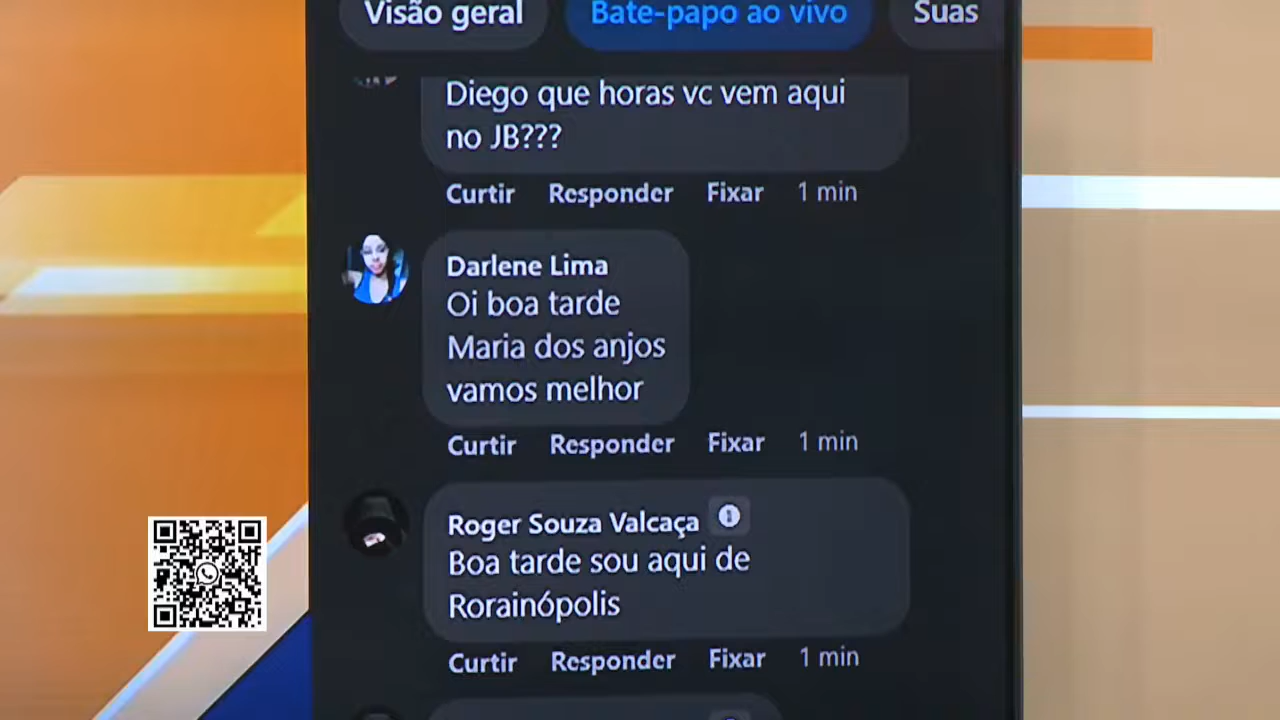 Visão geral
Bate-papo ao vivo
Suas
Diego que horas vc vem aqui
no JB???
Curtir Responder Fixar 1 min
Darlene Lima
Oi boa tarde
Maria dos anjos
vamos melhor
Curtir Responder Fixar 1 min
Roger Souza Valcaça
Boa tarde sou aqui de
Rorainópolis
Curtir Responder Fixar 1 min